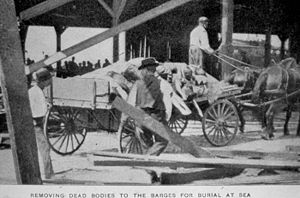 REMOVING DEAD BODIES TO THE BARGES FOR BURIAL AT SEA